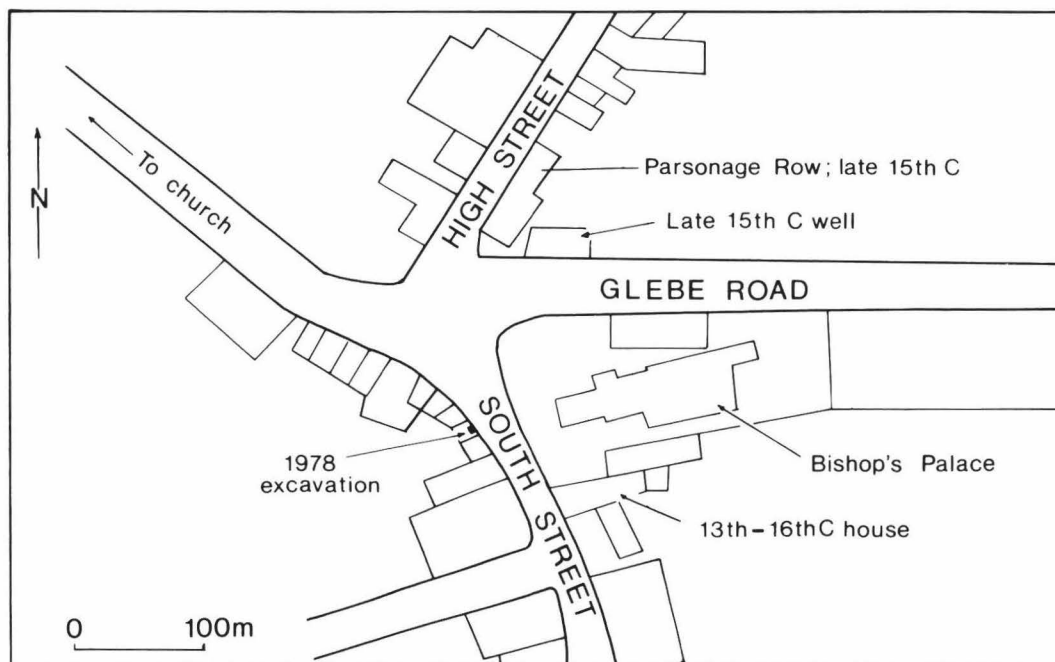 HIGH STREET
To church
N
Parsonage Row; late 15th C
Late 15th C well
GLEBE ROAD
SOUTH STREET
1978
excavation
Bishop's Palace
13th–16thC house
0 100m